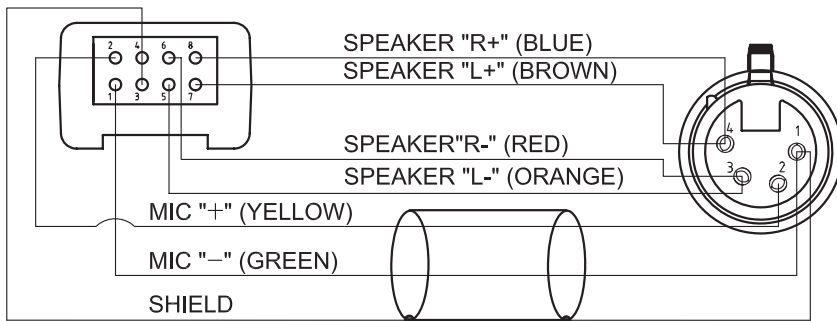 2 4 6 8
1 3 5 7
SPEAKER "R+" (BLUE)
SPEAKER "L+" (BROWN)
SPEAKER"R-" (RED)
SPEAKER "L-" (ORANGE)
MIC "+" (YELLOW)
MIC "−" (GREEN)
SHIELD
4 1
3 2